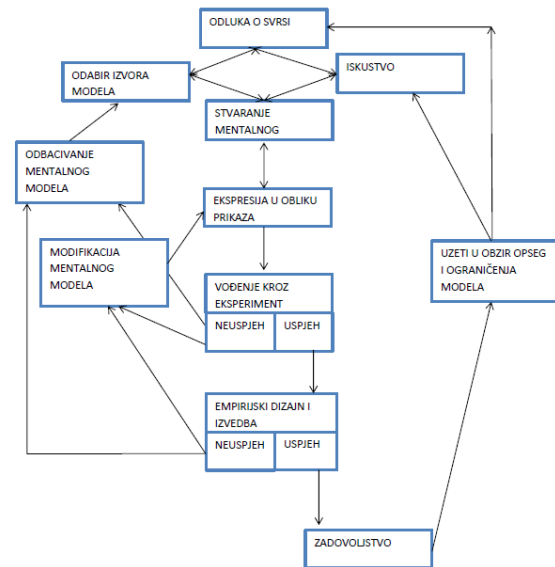 ODLUKA O SVRSI
ODABIR IZVORA
MODELA
ISKUSTVO
STVARANJE
MENTALNOG
ODBACIVANJE
MENTALNOG
MODELA
EKSPRESIJA U OBLIKU
PRIKAZA
MODIFIKACIJA
MENTALNOG
MODELA
UZETI U OBZIR OPSEG
I OGRANIČENJA
MODELA
VOĐENJE KROZ
EKSPERIMENT
NEUSPJEH
USPJEH
EMPIRIJSKI DIZAJN I
IZVEDBA
NEUSPJEH
USPJEH
ZADOVOLJSTVO